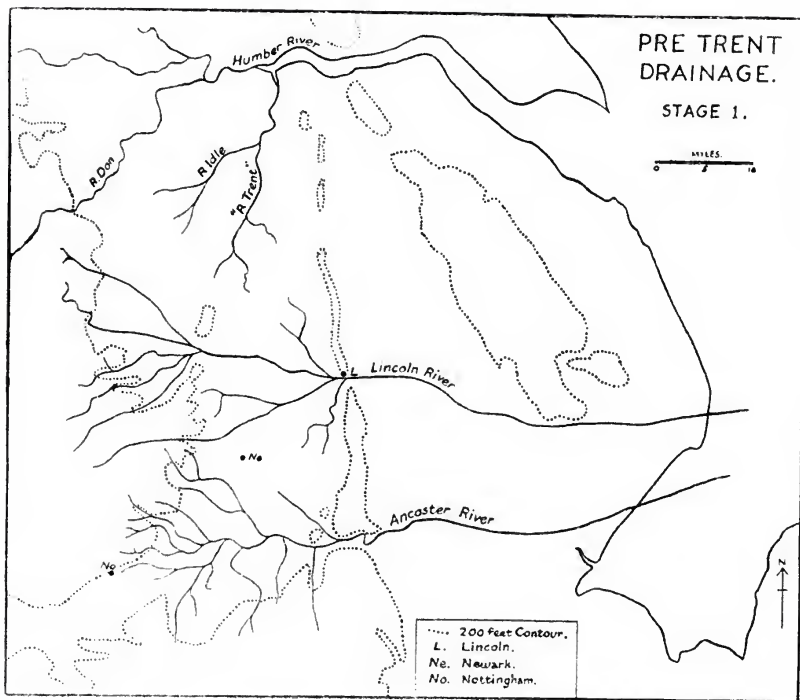 PRE TRENT
DRAINAGE.
STAGE 1.
MILES.
0 5 10
Humber River
R. Don
R Idle
"R Trent"
L Lincoln River
Ne.
Ancaster River
No
N
200 feet Contour.
L. Lincoln.
Ne. Newark.
No. Nottingham.